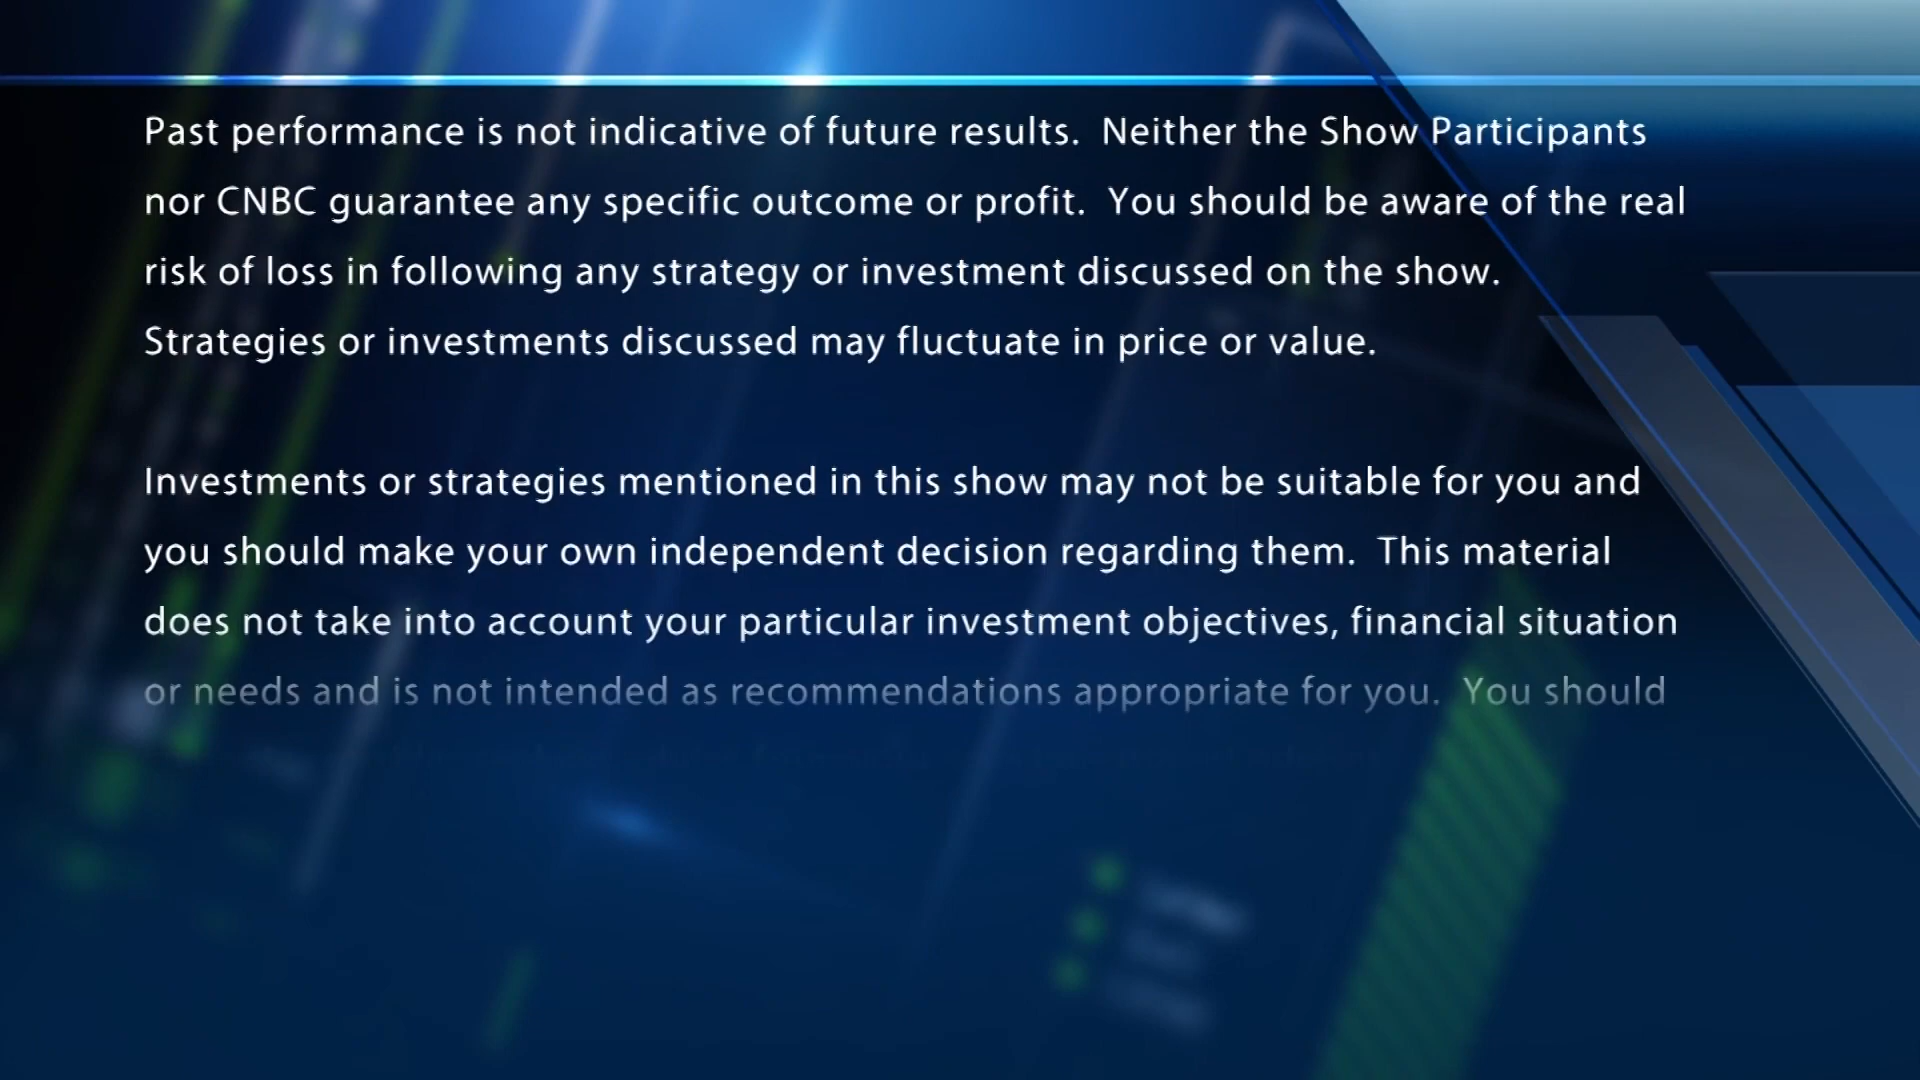 Past performance is not indicative of future results.  Neither the Show Participants
nor CNBC guarantee any specific outcome or profit.  You should be aware of the real
risk of loss in following any strategy or investment discussed on the show.
Strategies or investments discussed may fluctuate in price or value.
Investments or strategies mentioned in this show may not be suitable for you and
you should make your own independent decision regarding them.  This material
does not take into account your particular investment objectives, financial situation
or needs and is not intended as recommendations appropriate for you.  You should